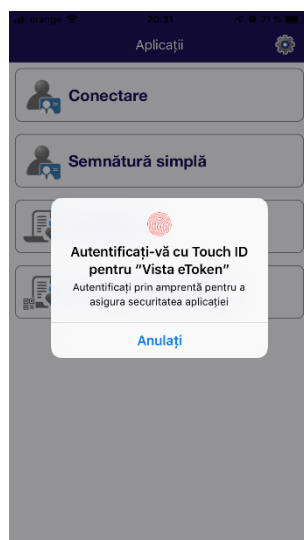 orange 20:31 71 %
Aplicații
Conectare
Semnătură simplă
Autentificați-vă cu Touch ID
pentru "Vista eToken"
Autentificați prin amprentă pentru a
asigura securitatea aplicației
Anulați